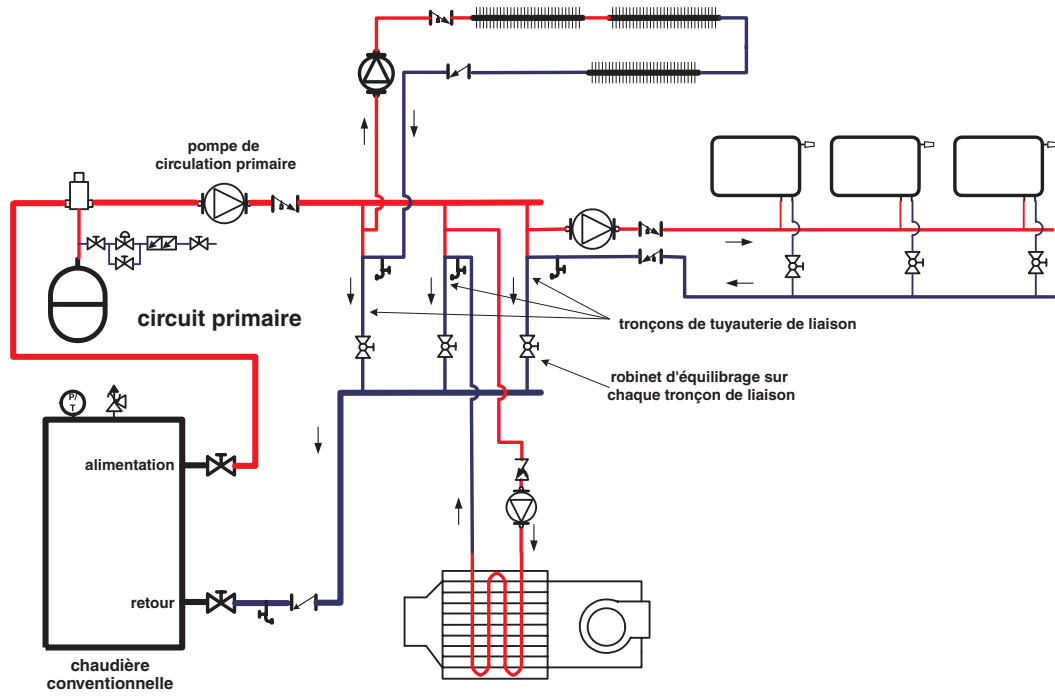 pompe de
circulation primaire
circuit primaire
tronçons de tuyauterie de liaison
robinet d'équilibrage sur
chaque tronçon de liaison
P/
T
alimentation
retour
chaudière
conventionnelle